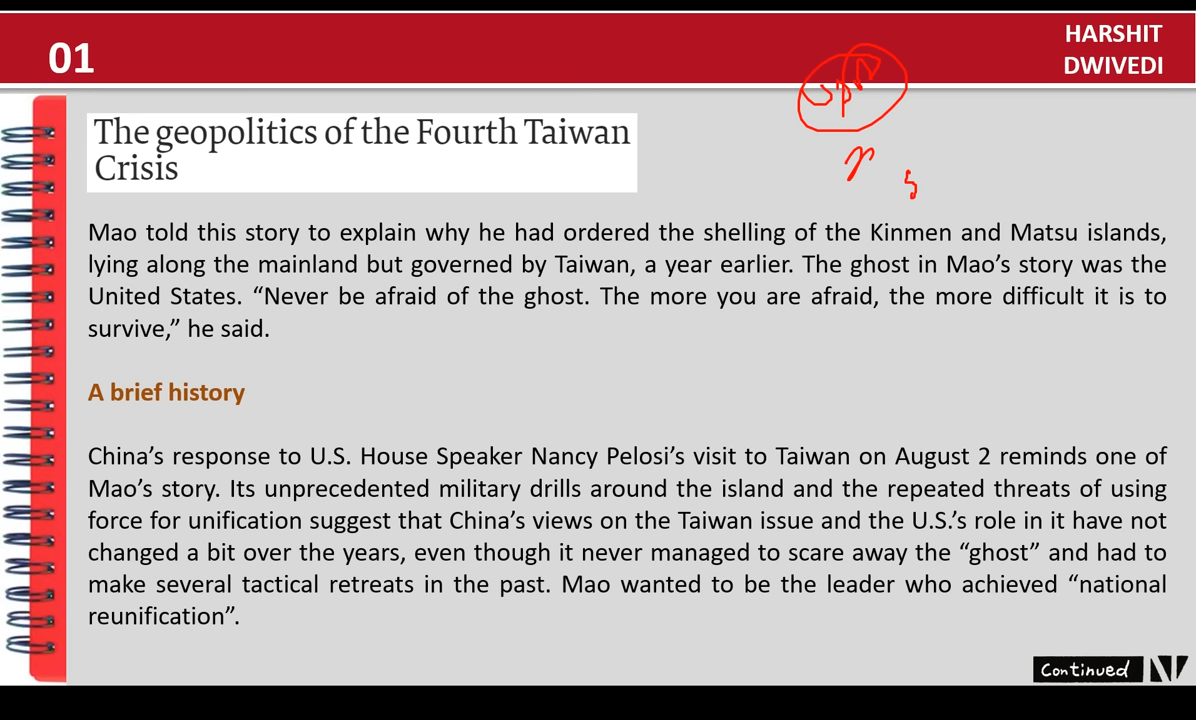 01
HARSHIT
DWIVEDI
The geopolitics of the Fourth Taiwan
Crisis
Mao told this story to explain why he had ordered the shelling of the Kinmen and Matsu islands,
lying along the mainland but governed by Taiwan, a year earlier. The ghost in Mao’s story was the
United States. “Never be afraid of the ghost. The more you are afraid, the more difficult it is to
survive,” he said.
A brief history
China’s response to U.S. House Speaker Nancy Pelosi’s visit to Taiwan on August 2 reminds one of
Mao’s story. Its unprecedented military drills around the island and the repeated threats of using
force for unification suggest that China’s views on the Taiwan issue and the U.S.’s role in it have not
changed a bit over the years, even though it never managed to scare away the “ghost” and had to
make several tactical retreats in the past. Mao wanted to be the leader who achieved “national
reunification”.
Continued